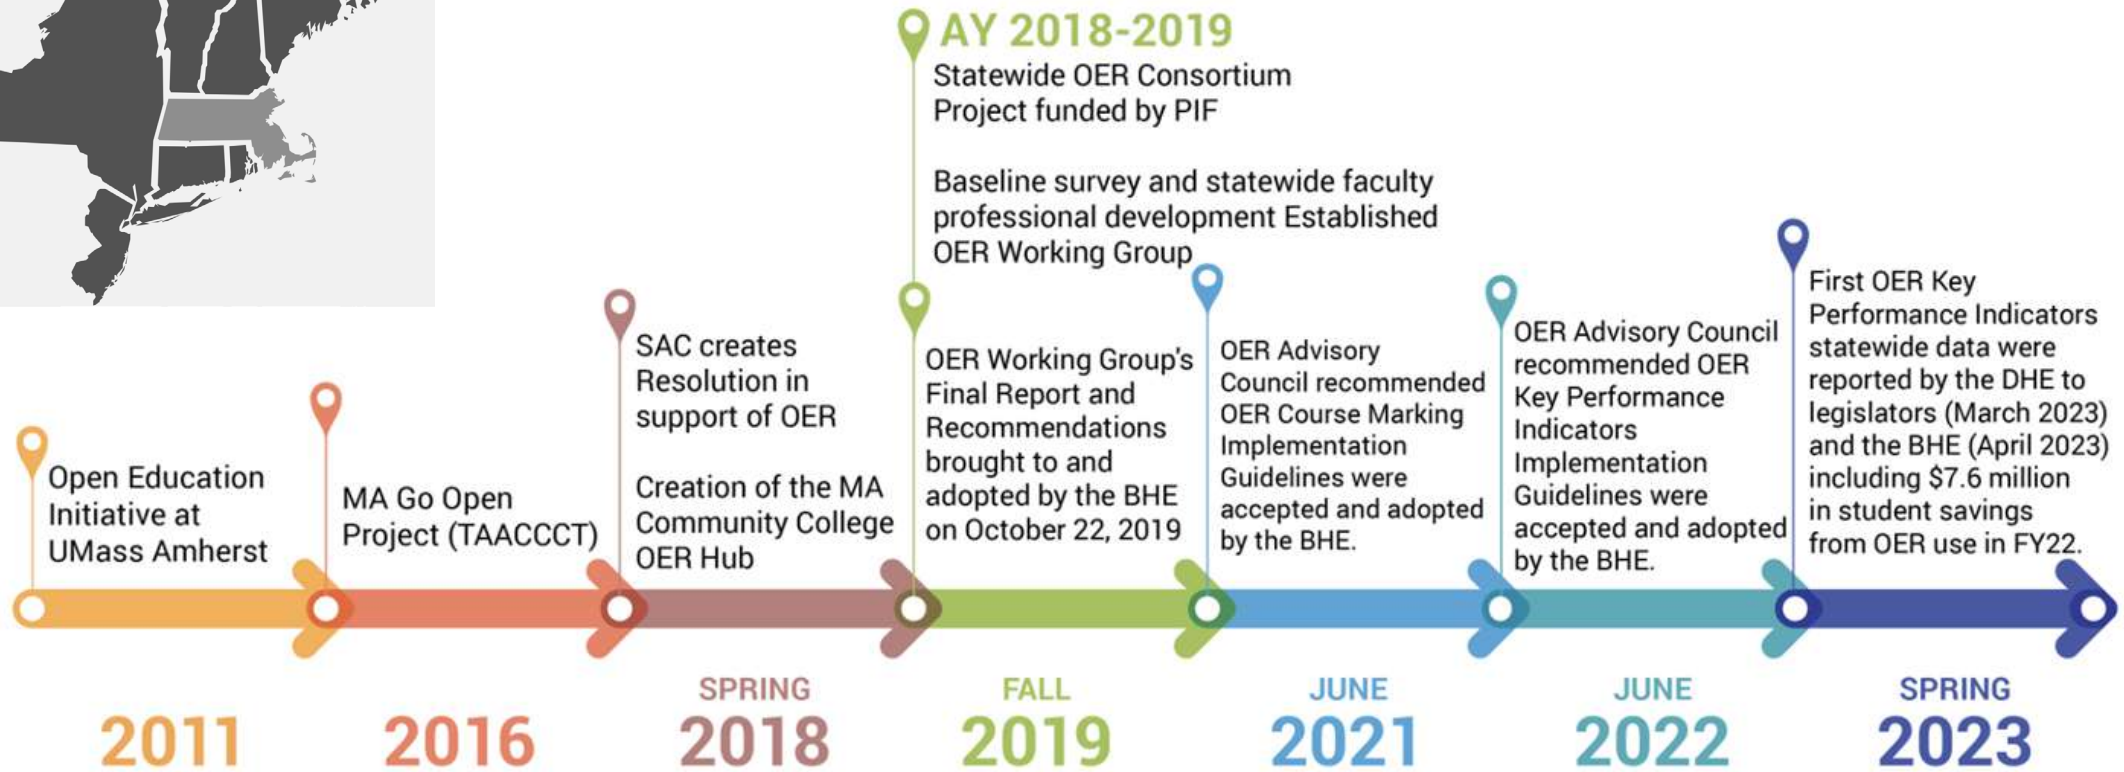 AY 2018-2019
Statewide OER Consortium
Project funded by PIF
Baseline survey and statewide faculty
professional development Established
OER Working Group
Open Education
Initiative at
UMass Amherst
MA Go Open
Project (TAACCCT)
SAC creates
Resolution in
support of OER
Creation of the MA
Community College
OER Hub
OER Working Group's
Final Report and
Recommendations
brought to and
adopted by the BHE
on October 22, 2019
OER Advisory
Council recommended
OER Course Marking
Implementation
Guidelines were
accepted and adopted
by the BHE.
OER Advisory Council
recommended OER
Key Performance
Indicators
Implementation
Guidelines were
accepted and adopted
by the BHE.
First OER Key
Performance Indicators
statewide data were
reported by the DHE to
legislators (March 2023)
and the BHE (April 2023)
including $7.6 million
in student savings
from OER use in FY22.
2011
2016
SPRING
2018
FALL
2019
JUNE
2021
JUNE
2022
SPRING
2023